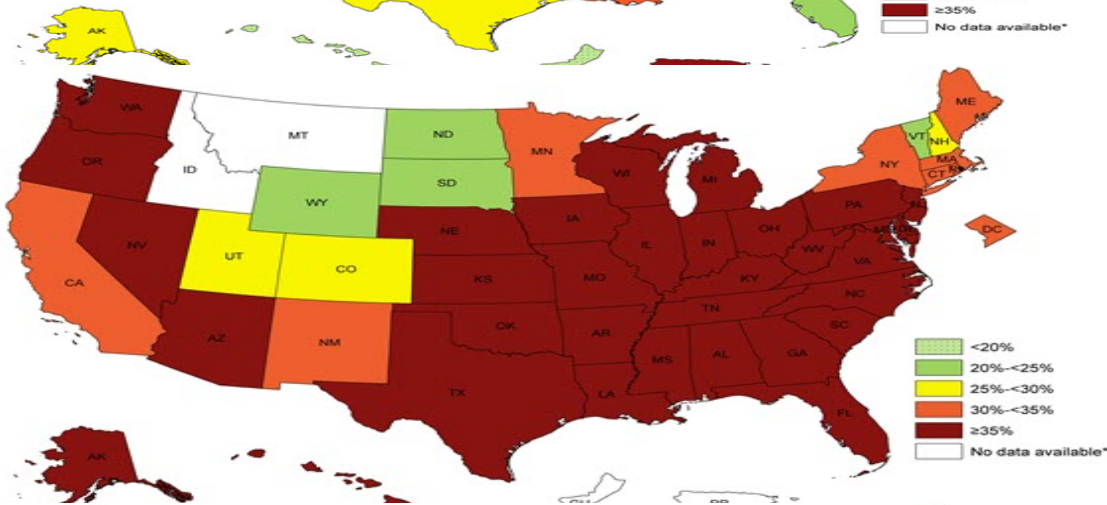 ≥35%
No data available*
AK
WA
MT
ND
MN
ME
OR
ID
SD
WI
MI
VT
NH
NY
MA
CT
WY
NE
IA
PA
NJ
NV
UT
CO
IL
IN
OH
WV
VA
DC
CA
KS
MO
KY
NC
AZ
NM
OK
AR
TN
SC
TX
LA
MS
AL
GA
FL
<20%
20%-<25%
25%-<30%
30%-<35%
≥35%
No data available*
AK